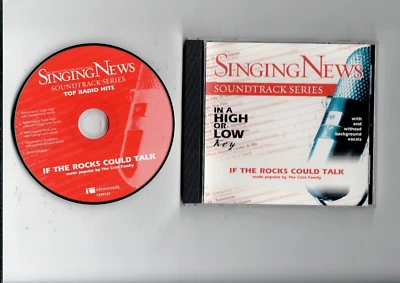 SINGING NEWS
SOUNDTRACK SERIES
TOP RADIO HITS
IF THE ROCKS COULD TALK
made popular by The Crist Family
crossroads
SINGING NEWS
SOUNDTRACK SERIES
IN A
HIGH
OR
LOW
Key
with
and
without
background
vocals
IF THE ROCKS COULD TALK
made popular by The Crist Family